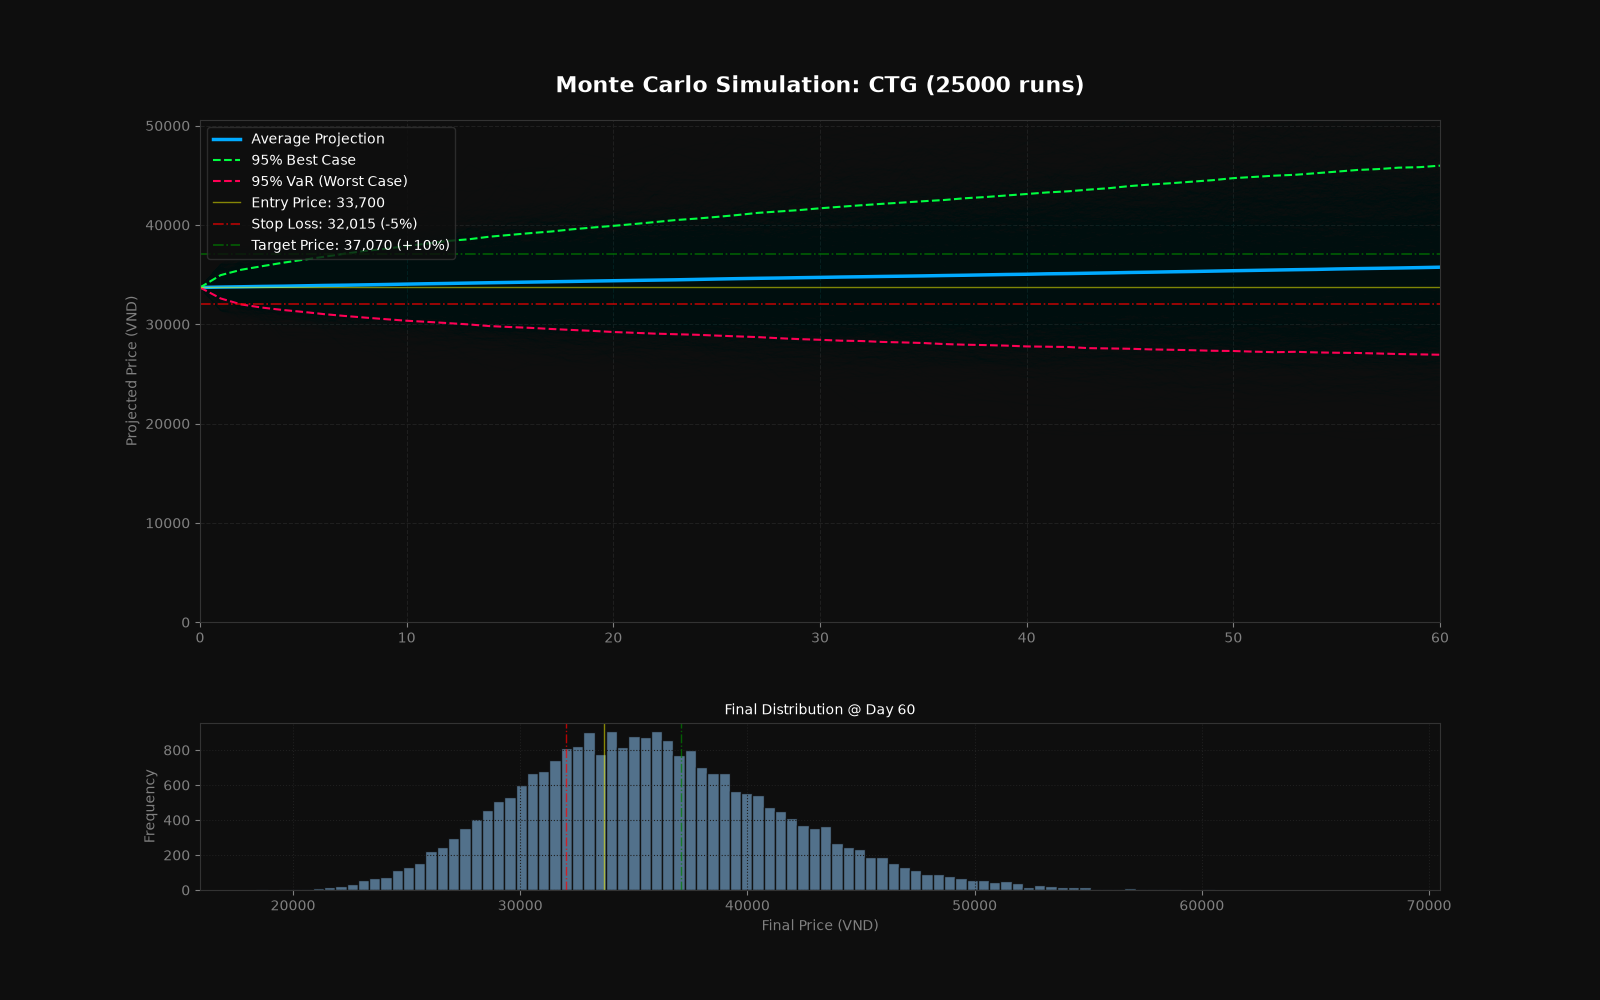 Monte Carlo Simulation: CTG (25000 runs)
Average Projection
95% Best Case
95% VaR (Worst Case)
Entry Price: 33,700
Stop Loss: 32,015 (-5%)
Target Price: 37,070 (+10%)
Projected Price (VND)
50000
40000
30000
20000
10000
0
0 10 20 30 40 50 60
Final Distribution @ Day 60
Frequency
800
600
400
200
0
20000 30000 40000 50000 60000 70000
Final Price (VND)